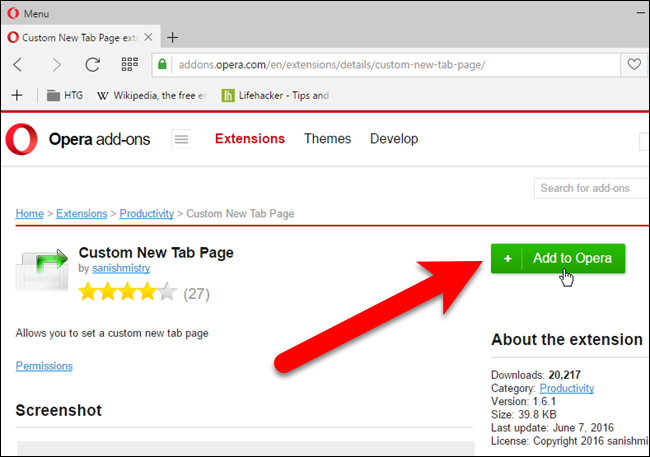 Menu
Custom New Tab Page exte
addons.opera.com/en/extensions/details/custom-new-tab-page/
HTG W Wikipedia, the free en lh Lifehacker - Tips and
Opera add-ons Extensions Themes Develop
Search for add-ons
Home > Extensions > Productivity > Custom New Tab Page
Custom New Tab Page
by sanishmistry
(27)
+ Add to Opera
Allows you to set a custom new tab page
Permissions
About the extension
Downloads: 20,217
Category: Productivity
Version: 1.6.1
Size: 39.8 KB
Last update: June 7, 2016
License: Copyright 2016 sanishmi
Screenshot